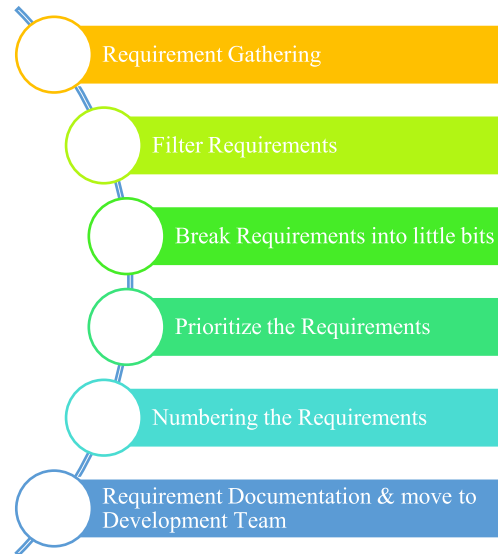 Requirement Gathering
Filter Requirements
Break Requirements into little bits
Prioritize the Requirements
Numbering the Requirements
Requirement Documentation & move to
Development Team